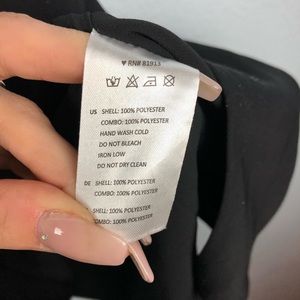 ♥ RN# 81913
US SHELL: 100% POLYESTER
COMBO: 100% POLYESTER
HAND WASH COLD
DO NOT BLEACH
IRON LOW
DO NOT DRY CLEAN
DE SHELL: 100% POLYESTER
COMBO: 100% POLYESTER
SHELL: 100% POLYESTER
COMBO: 100% POLYESTER